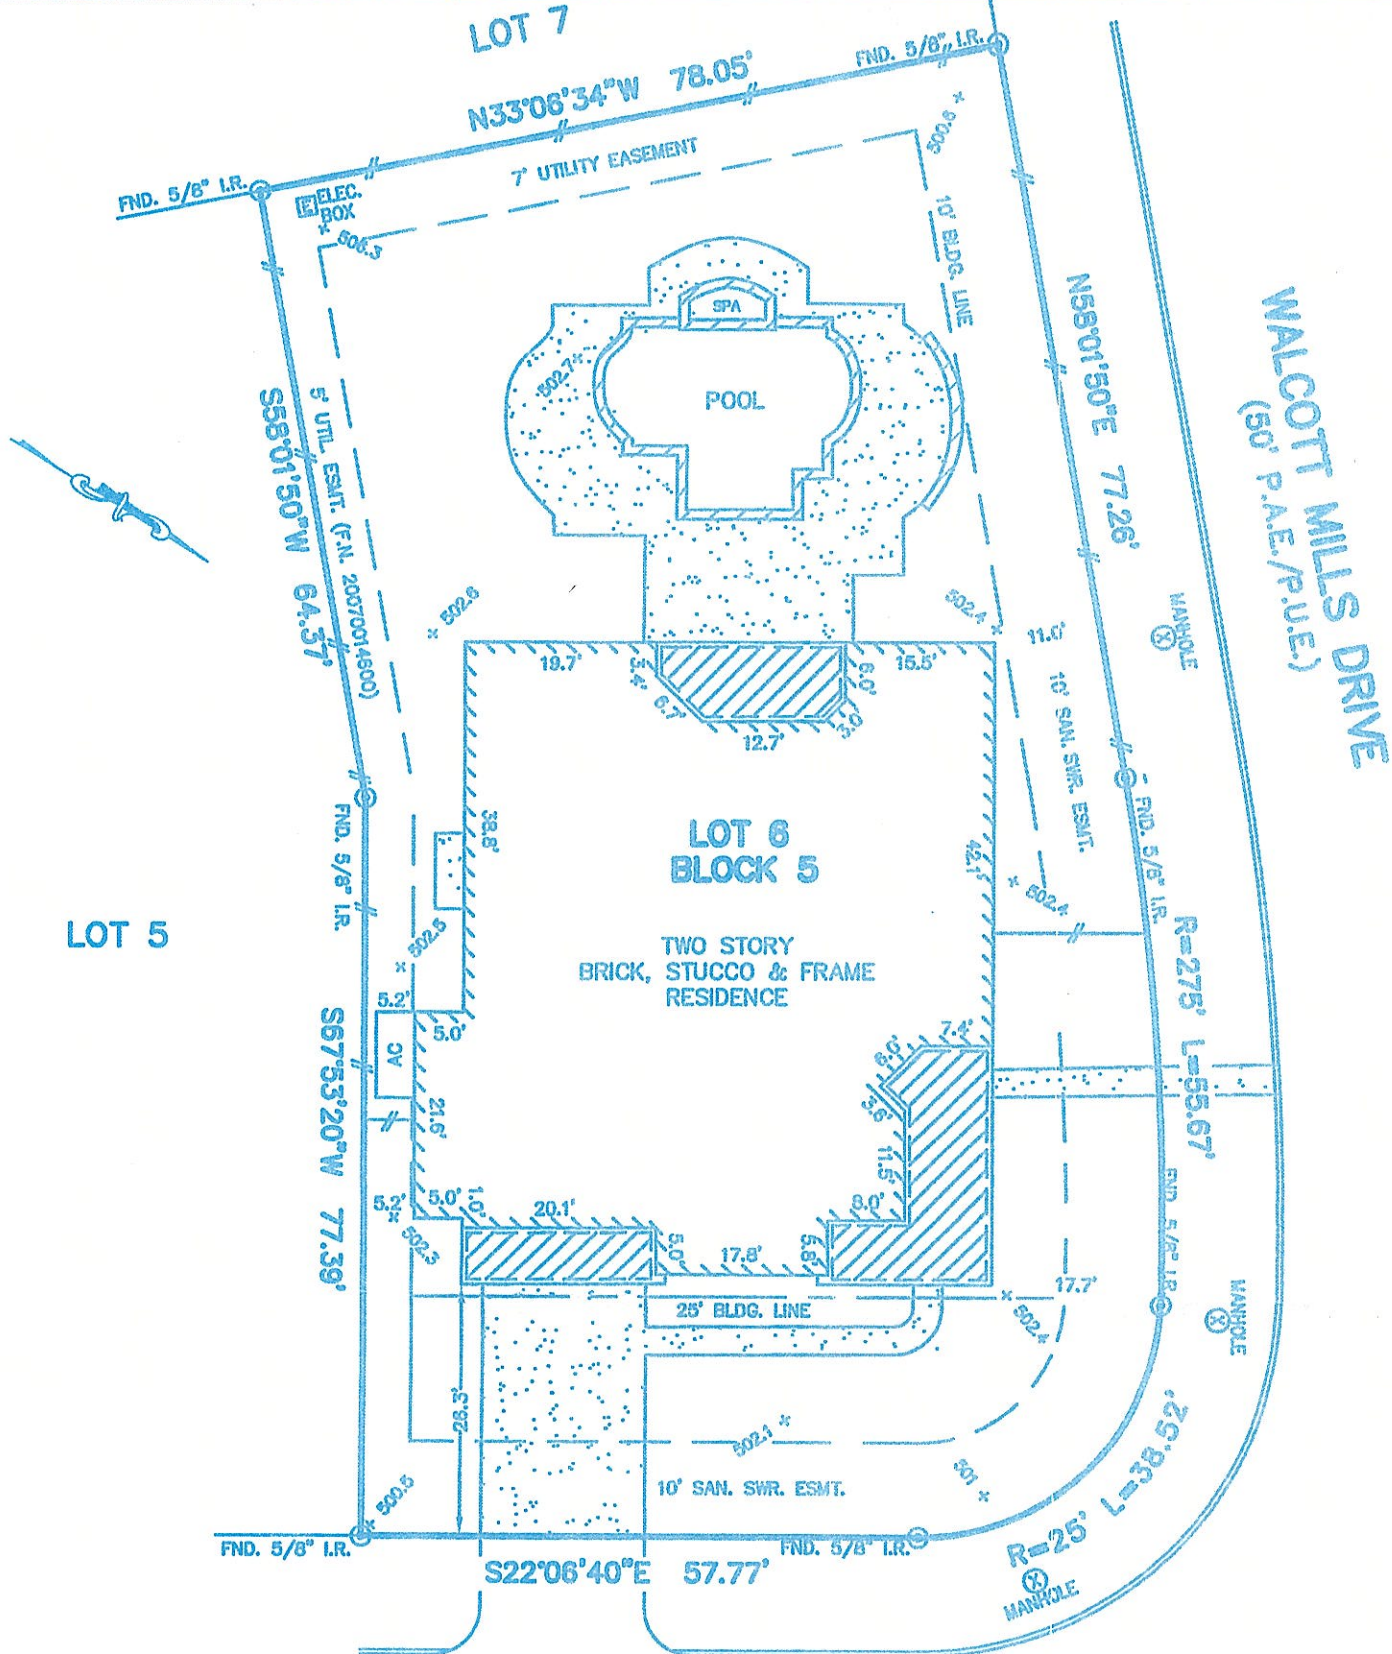 LOT 7
FND. 5/8" I.R.
N33°06'34"W 78.05'
7' UTILITY EASEMENT
500.6
FND. 5/8" I.R.
E ELEC.
BOX
506.3
10' BLDG. LINE
SPA
502.7
POOL
N58°01'50"E 77.26'
WALCOTT MILLS DRIVE
(50' P.A.E./P.U.E.)
S58°01'50"W 64.37'
5' UTIL. ESMT. (F.N. 20070014600)
502.6
502.4
11.0'
MANHOLE
19.7'
3.4'
6.7'
12.7'
3.0'
6.0'
15.5'
10' SAN. SWR. ESMT.
FND. 5/8" I.R.
FND. 5/8" I.R.
38.8'
LOT 6
BLOCK 5
42.1'
502.4
LOT 5
502.5
TWO STORY
BRICK, STUCCO & FRAME
RESIDENCE
R=275' L=55.67'
5.2'
5.0'
AC
7.4'
6.0'
3.6'
S67°53'20"W 77.39'
21.6'
11.5'
5.2'
5.0'
1.0'
20.1'
8.0'
502.3
5.0'
17.8'
5.8'
FND. 5/8" I.R.
17.7'
25' BLDG. LINE
502.4
MANHOLE
26.3'
502.1
10' SAN. SWR. ESMT.
501
500.5
R=25' L=38.52'
FND. 5/8" I.R.
FND. 5/8" I.R.
S22°06'40"E 57.77'
MANHOLE